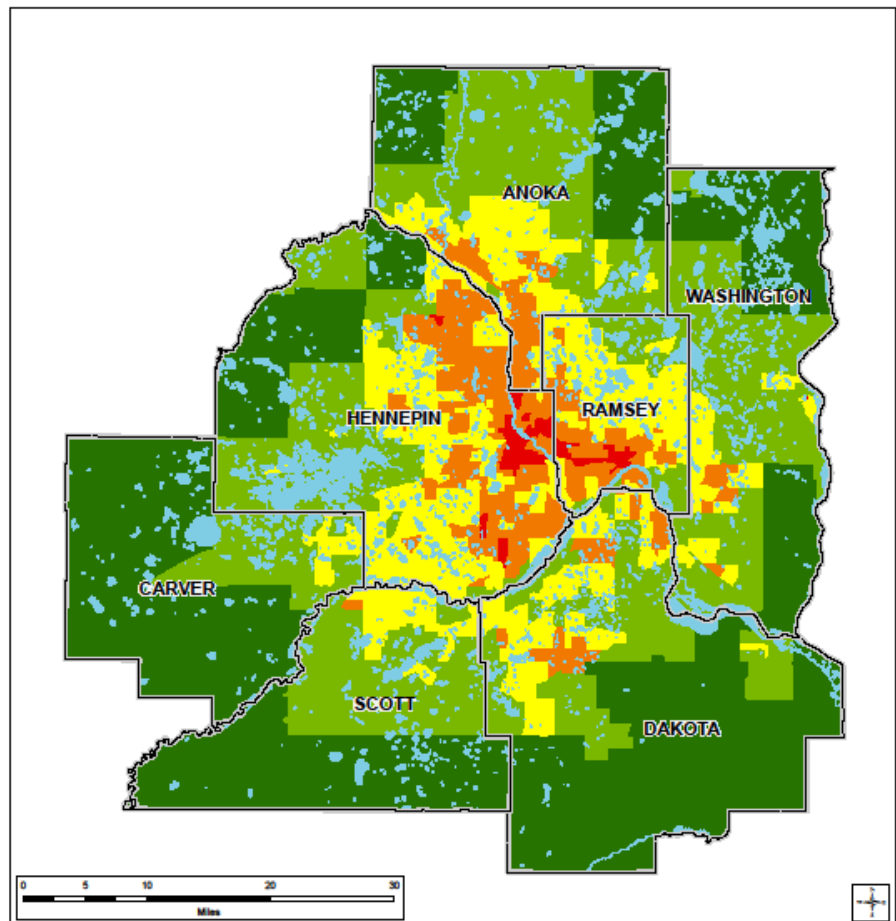 ANOKA
WASHINGTON
HENNEPIN
RAMSEY
CARVER
SCOTT
DAKOTA
0 5 10 20 30
Miles